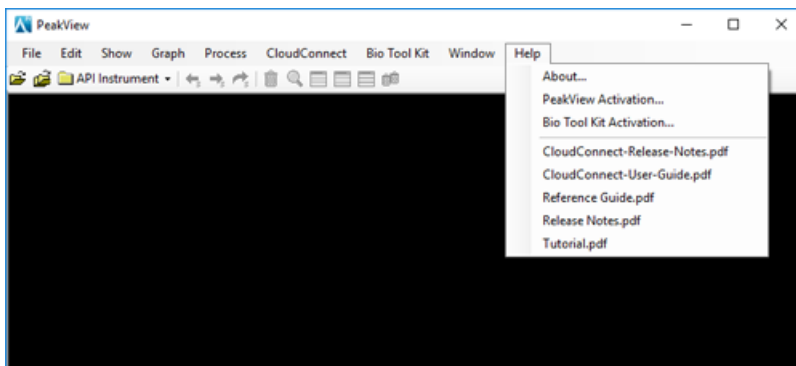 PeakView
File Edit Show Graph Process CloudConnect Bio Tool Kit Window Help
API Instrument
About...
PeakView Activation...
Bio Tool Kit Activation...
CloudConnect-Release-Notes.pdf
CloudConnect-User-Guide.pdf
Reference Guide.pdf
Release Notes.pdf
Tutorial.pdf